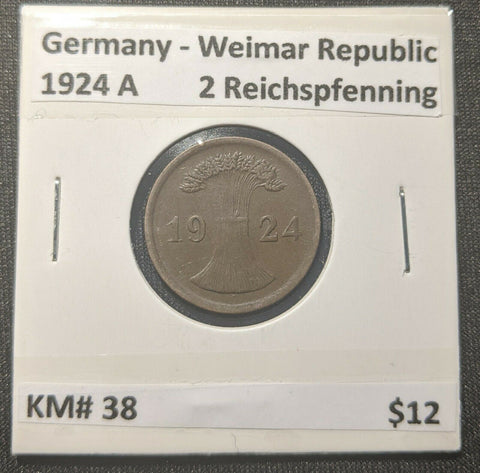 Germany - Weimar Republic
1924 A 2 Reichspfenning
19 24
KM# 38 $12